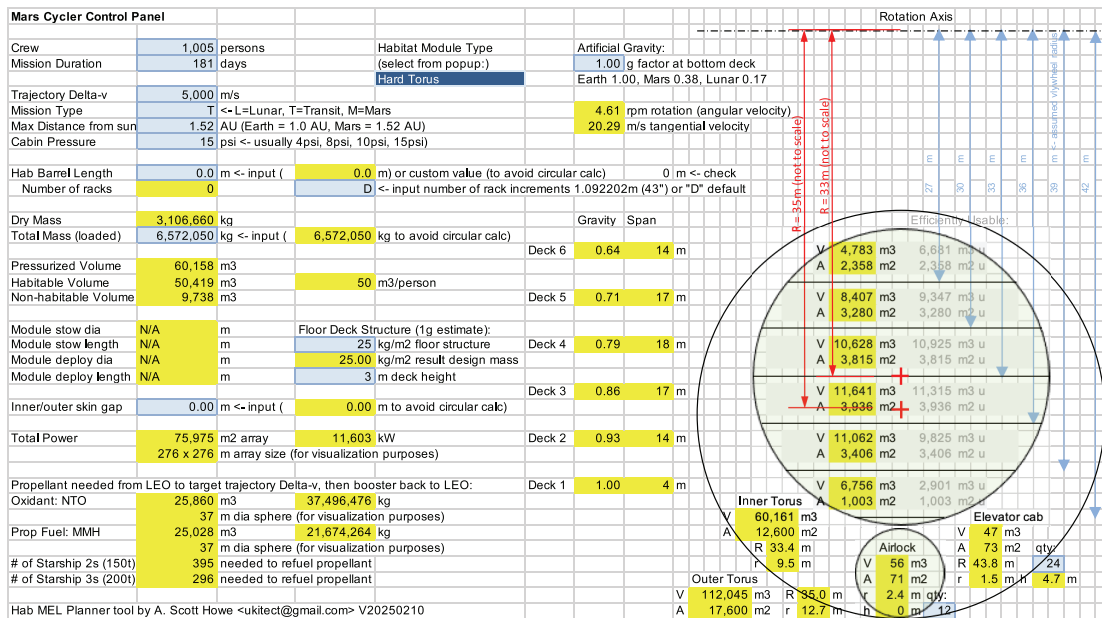 Mars Cycler Control Panel
Rotation Axis
Crew 1,005 persons Habitat Module Type Artificial Gravity:
Mission Duration 181 days (select from popup:) 1.00 g factor at bottom deck
Hard Torus Earth 1.00, Mars 0.38, Lunar 0.17
Trajectory Delta-v 5,000 m/s
Mission Type T <- L=Lunar, T=Transit, M=Mars 4.61 rpm rotation (angular velocity)
Max Distance from sun 1.52 AU (Earth = 1.0 AU, Mars = 1.52 AU) 20.29 m/s tangential velocity
Cabin Pressure 15 psi <- usually 4psi, 8psi, 10psi, 15psi)
Hab Barrel Length 0.0 m <- input ( 0.0 m) or custom value (to avoid circular calc) 0 m <- check
Number of racks 0 D <- input number of rack increments 1.092202m (43") or "D" default
R = 35m (not to scale)
R = 33m (not to scale)
27 m
30 m
33 m
36 m
39 m <- assumed vlywheel radius
42 m
Dry Mass 3,106,660 kg Gravity Span Efficiently Usable:
Total Mass (loaded) 6,572,050 kg <- input ( 6,572,050 kg to avoid circular calc)
Deck 6 0.64 14 m V 4,783 m3 6,681 m3 u
Pressurized Volume 60,158 m3 A 2,358 m2 2,358 m2 u
Habitable Volume 50,419 m3 50 m3/person
Non-habitable Volume 9,738 m3 Deck 5 0.71 17 m V 8,407 m3 9,347 m3 u
A 3,280 m2 3,280 m2 u
Module stow dia N/A m Floor Deck Structure (1g estimate):
Module stow length N/A m 25 kg/m2 floor structure Deck 4 0.79 18 m V 10,628 m3 10,925 m3 u
Module deploy dia N/A m 25.00 kg/m2 result design mass A 3,815 m2 3,815 m2 u
Module deploy length N/A m 3 m deck height
Deck 3 0.86 17 m V 11,641 m3 11,315 m3 u
Inner/outer skin gap 0.00 m <- input ( 0.00 m to avoid circular calc) A 3,936 m2 3,936 m2 u
Total Power 75,975 m2 array 11,603 kW Deck 2 0.93 14 m V 11,062 m3 9,825 m3 u
276 x 276 m array size (for visualization purposes) A 3,406 m2 3,406 m2 u
Propellant needed from LEO to target trajectory Delta-v, then booster back to LEO: Deck 1 1.00 4 m V 6,756 m3 2,901 m3 u
Oxidant: NTO 25,860 m3 37,496,476 kg A 1,003 m2 1,003 m2 u
37 m dia sphere (for visualization purposes)
Prop Fuel: MMH 25,028 m3 21,674,264 kg
37 m dia sphere (for visualization purposes)
# of Starship 2s (150t) 395 needed to refuel propellant
# of Starship 3s (200t) 296 needed to refuel propellant
Inner Torus
V 60,161 m3
A 12,600 m2
R 33.4 m
r 9.5 m
Elevator cab
V 47 m3
A 73 m2 qty:
R 43.8 m 24
r 1.5 m h 4.7 m
Airlock
V 56 m3
A 71 m2
r 2.4 m qty:
h 0 m 12
Outer Torus
V 112,045 m3 R 35.0 m
A 17,600 m2 r 12.7 m
Hab MEL Planner tool by A. Scott Howe <ukitect@gmail.com> V20250210